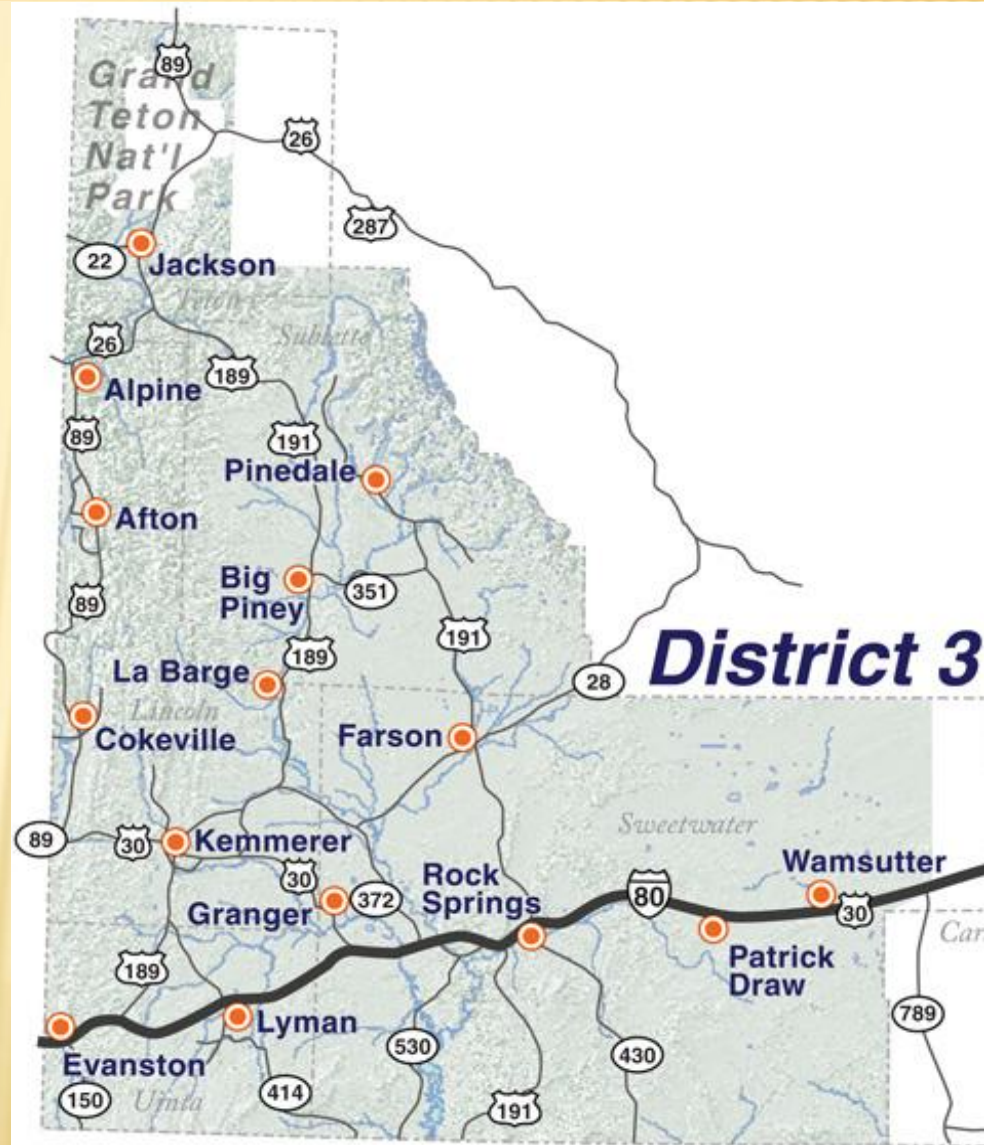 89
Grand
Teton
Nat'l
Park
26
287
22
Jackson
Teton
Sublette
26
189
Alpine
89
191
Pinedale
Afton
Big
Piney
351
89
191
189
District 3
28
La Barge
Lincoln
Cokeville
Farson
Sweetwater
89
30
Kemmerer
30
372
Rock
Springs
80
Wamsutter
30
Granger
Patrick
Draw
189
Lyman
Evanston
530
430
789
150
Uinta
414
191